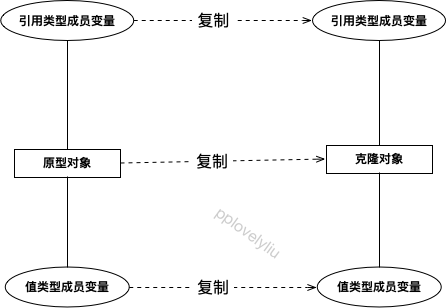 引用类型成员变量 复制 引用类型成员变量
原型对象 复制 克隆对象
pplovelyliu
值类型成员变量 复制 值类型成员变量